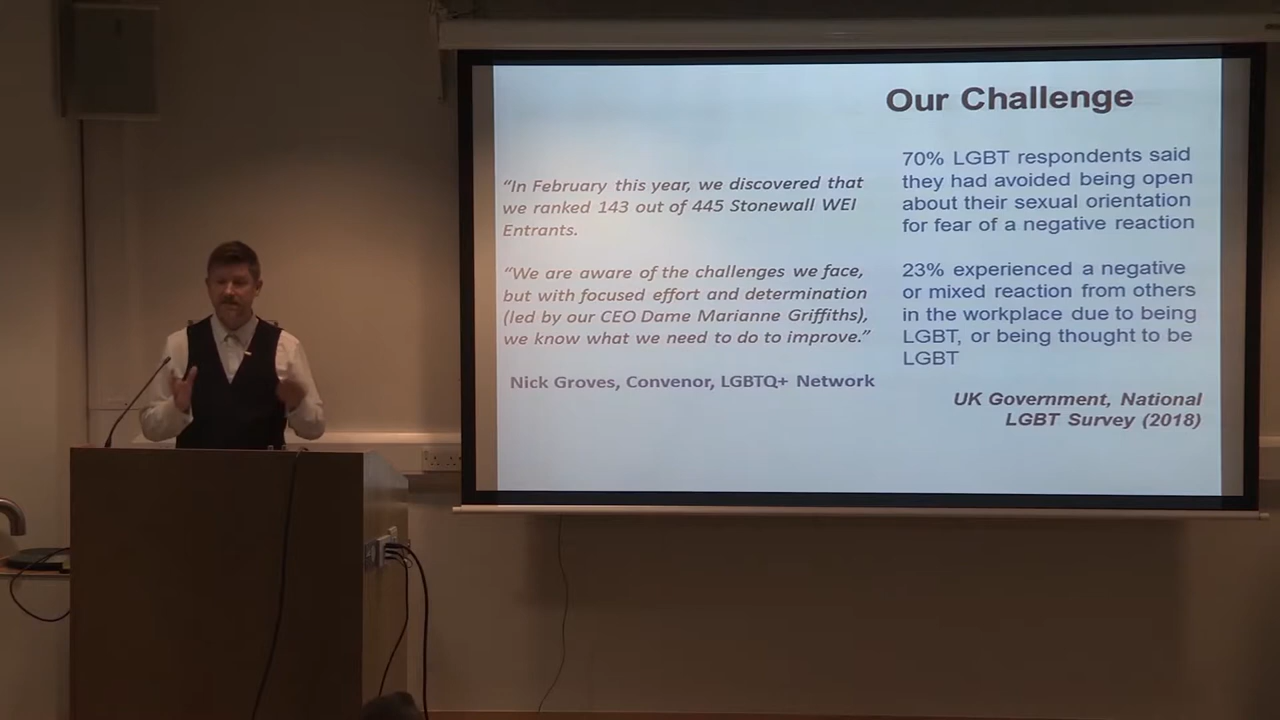 Our Challenge
“In February this year, we discovered that
we ranked 143 out of 445 Stonewall WEI
Entrants.
“We are aware of the challenges we face,
but with focused effort and determination
(led by our CEO Dame Marianne Griffiths),
we know what we need to do to improve.”
Nick Groves, Convenor, LGBTQ+ Network
70% LGBT respondents said
they had avoided being open
about their sexual orientation
for fear of a negative reaction
23% experienced a negative
or mixed reaction from others
in the workplace due to being
LGBT, or being thought to be
LGBT
UK Government, National
LGBT Survey (2018)